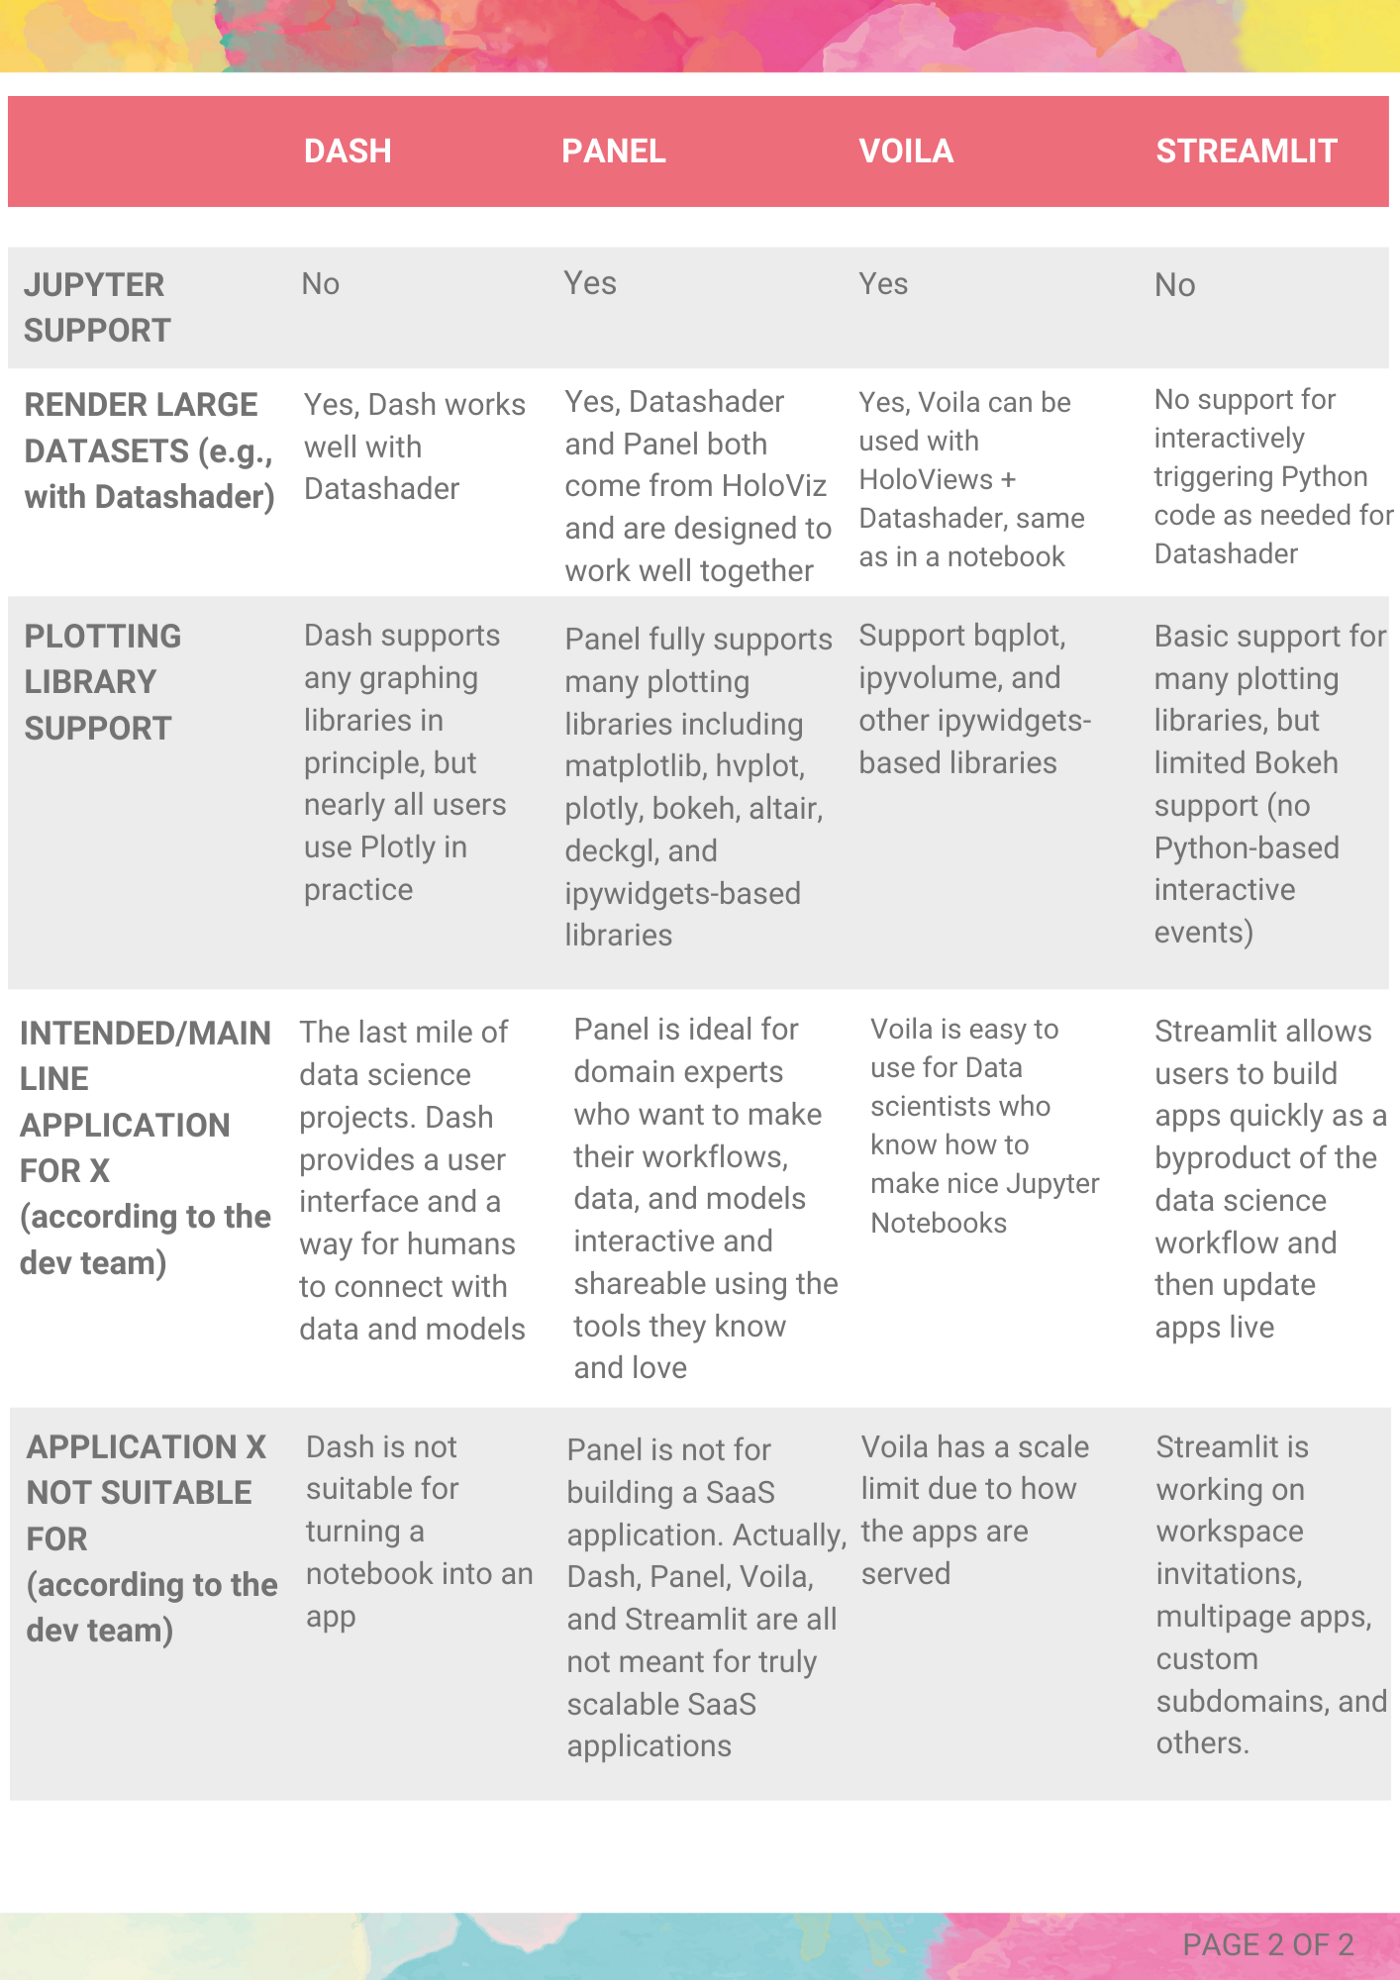 DASH PANEL VOILA STREAMLIT
JUPYTER
SUPPORT
No
Yes
Yes
No
RENDER LARGE
DATASETS (e.g.,
with Datashader)
Yes, Dash works
well with
Datashader
Yes, Datashader
and Panel both
come from HoloViz
and are designed to
work well together
Yes, Voila can be
used with
HoloViews +
Datashader, same
as in a notebook
No support for
interactively
triggering Python
code as needed for
Datashader
PLOTTING
LIBRARY
SUPPORT
Dash supports
any graphing
libraries in
principle, but
nearly all users
use Plotly in
practice
Panel fully supports
many plotting
libraries including
matplotlib, hvplot,
plotly, bokeh, altair,
deckgl, and
ipywidgets-based
libraries
Support bqplot,
ipyvolume, and
other ipywidgets-
based libraries
Basic support for
many plotting
libraries, but
limited Bokeh
support (no
Python-based
interactive
events)
INTENDED/MAIN
LINE
APPLICATION
FOR X
(according to the
dev team)
The last mile of
data science
projects. Dash
provides a user
interface and a
way for humans
to connect with
data and models
Panel is ideal for
domain experts
who want to make
their workflows,
data, and models
interactive and
shareable using the
tools they know
and love
Voila is easy to
use for Data
scientists who
know how to
make nice Jupyter
Notebooks
Streamlit allows
users to build
apps quickly as a
byproduct of the
data science
workflow and
then update
apps live
APPLICATION X
NOT SUITABLE
FOR
(according to the
dev team)
Dash is not
suitable for
turning a
notebook into an
app
Panel is not for
building a SaaS
application. Actually,
Dash, Panel, Voila,
and Streamlit are all
not meant for truly
scalable SaaS
applications
Voila has a scale
limit due to how
the apps are
served
Streamlit is
working on
workspace
invitations,
multipage apps,
custom
subdomains, and
others.
PAGE 2 OF 2